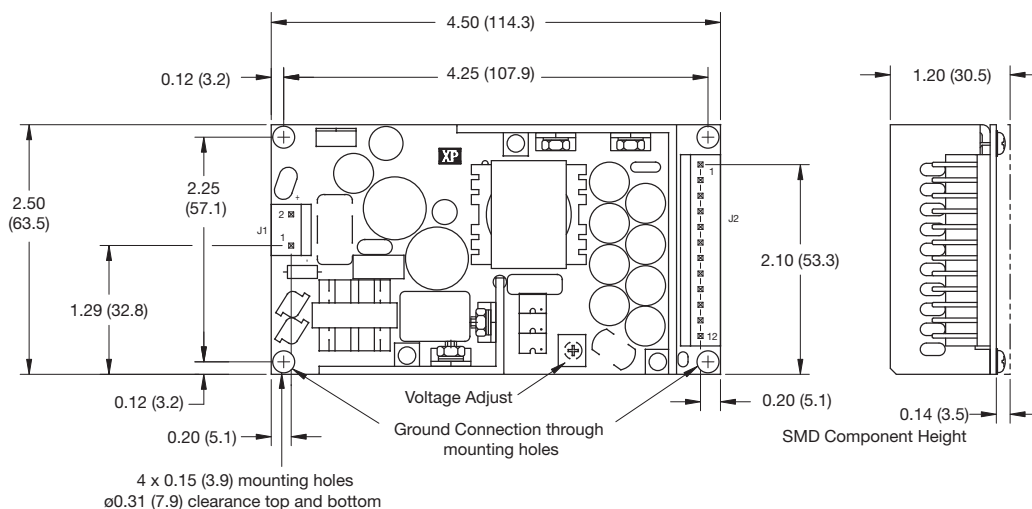 4.50 (114.3)
0.12 (3.2)
4.25 (107.9)
1.20 (30.5)
XP
1
2.50
(63.5)
2.25
(57.1)
+
2
J1
1
J2
2.10 (53.3)
1.29 (32.8)
12
0.12 (3.2)
Voltage Adjust
0.20 (5.1)
0.14 (3.5)
0.20 (5.1)
Ground Connection through
mounting holes
SMD Component Height
4 x 0.15 (3.9) mounting holes
ø0.31 (7.9) clearance top and bottom